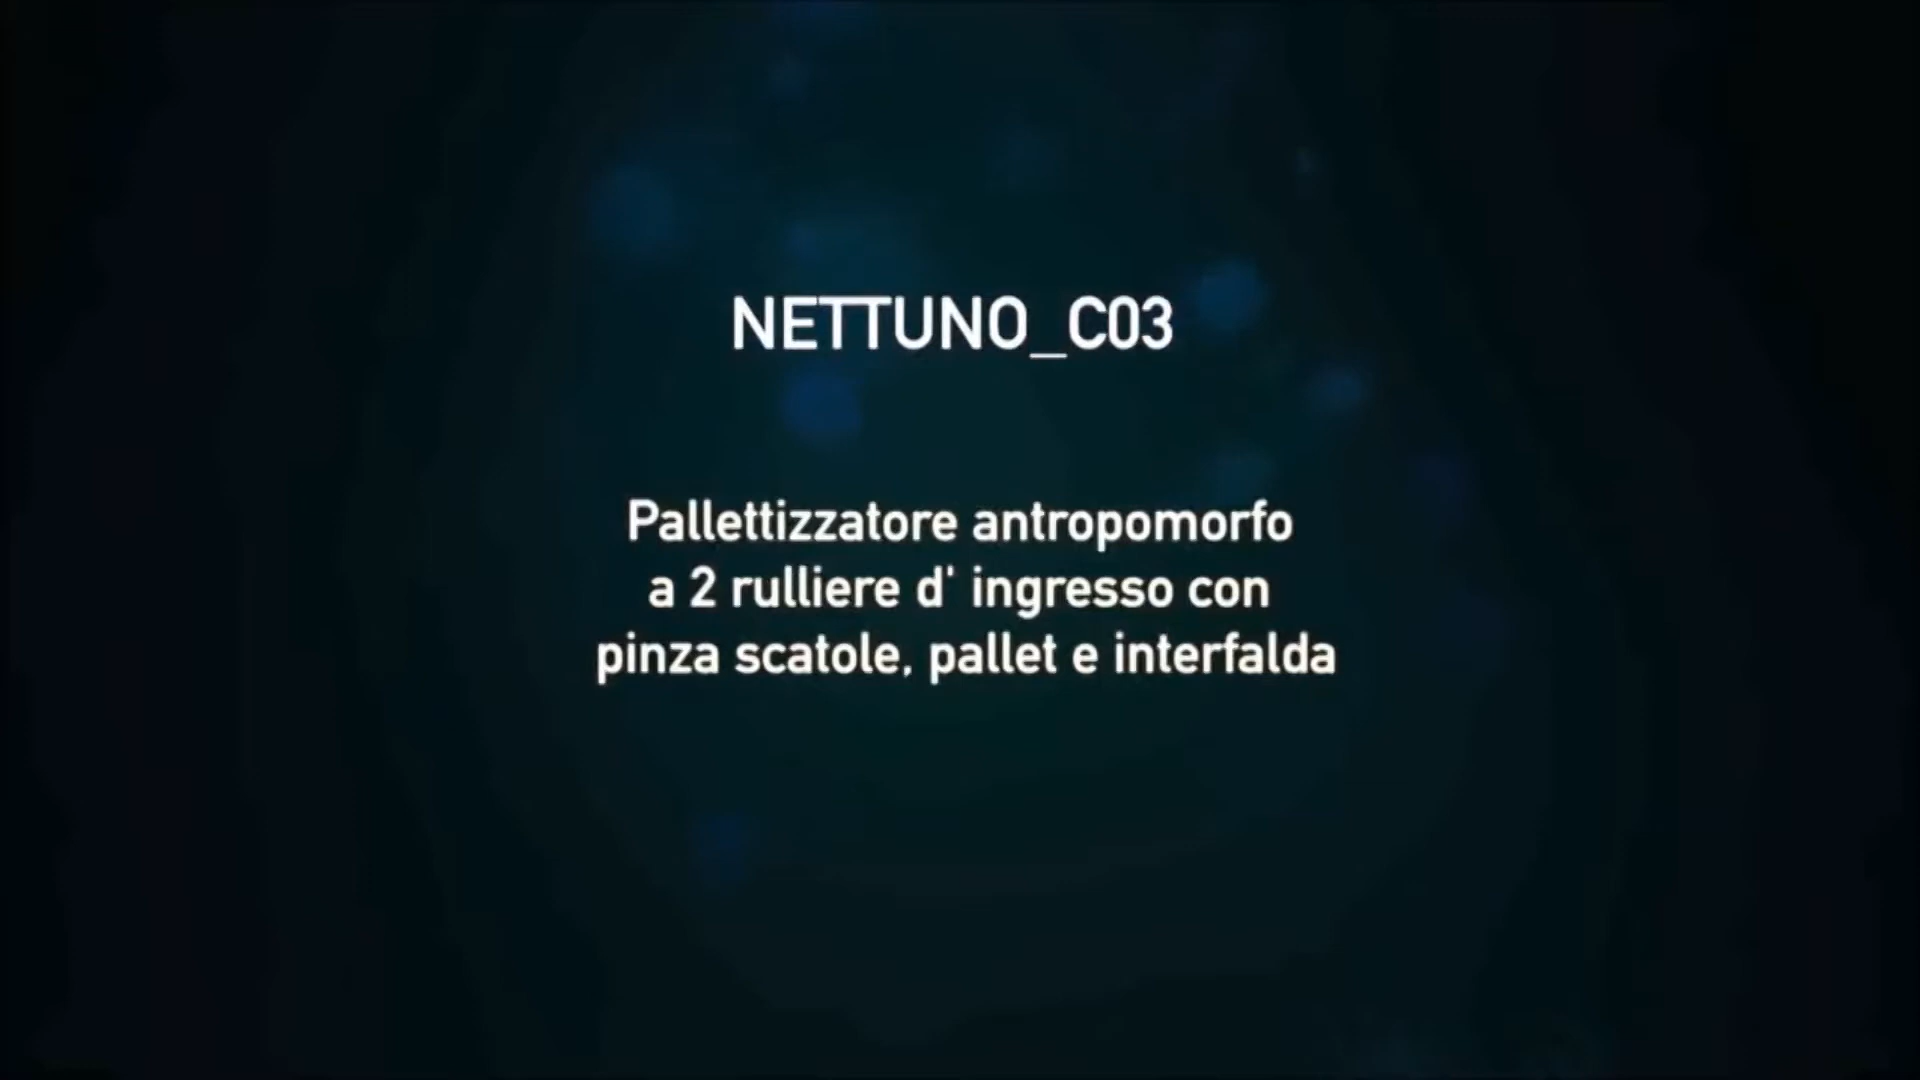 NETTUNO_C03
Pallettizzatore antropomorfo
a 2 rulliere d' ingresso con
pinza scatole, pallet e interfalda